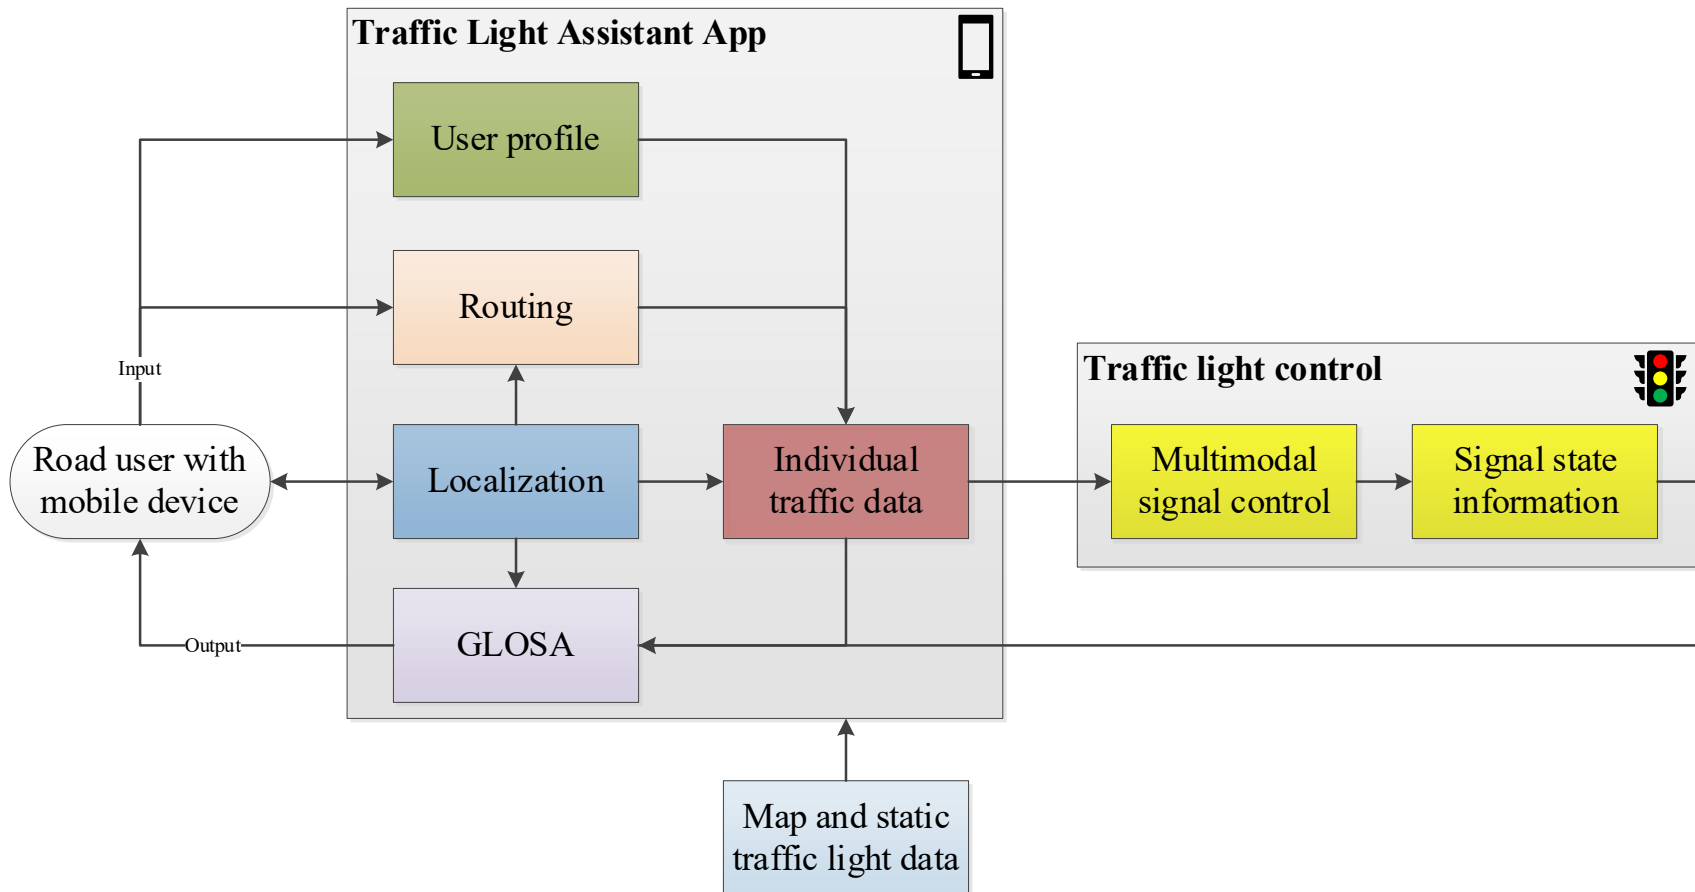 Traffic Light Assistant App
User profile
Routing
Input
Traffic light control
Road user with
mobile device
Localization
Individual
traffic data
Multimodal
signal control
Signal state
information
Output
GLOSA
Map and static
traffic light data